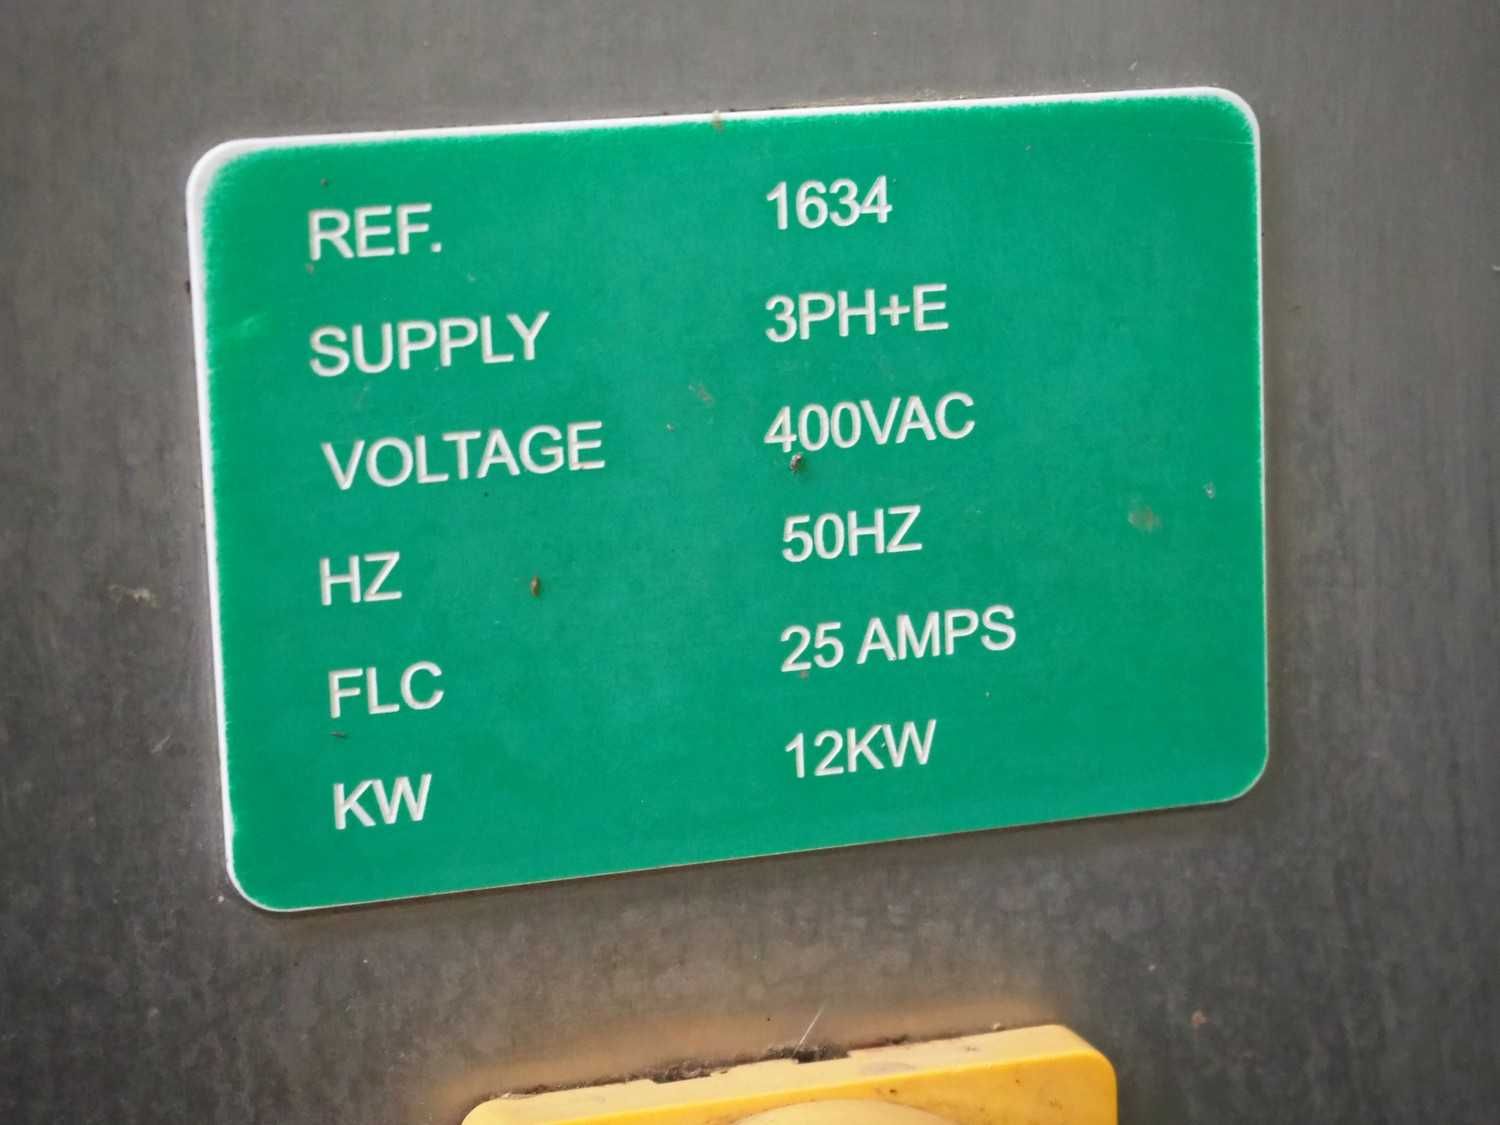 REF. 1634
SUPPLY 3PH+E
VOLTAGE 400VAC
HZ 50HZ
FLC 25 AMPS
KW 12KW